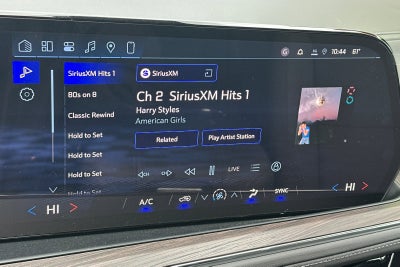 G 10:44 61°
SiriusXM Hits 1
80s on 8
Classic Rewind
Hold to Set
Hold to Set
Hold to Set
SiriusXM
Ch 2 SiriusXM Hits 1
Harry Styles
American Girls
Related
Play Artist Station
LIVE
< HI >
A/C
SYNC
< HI >